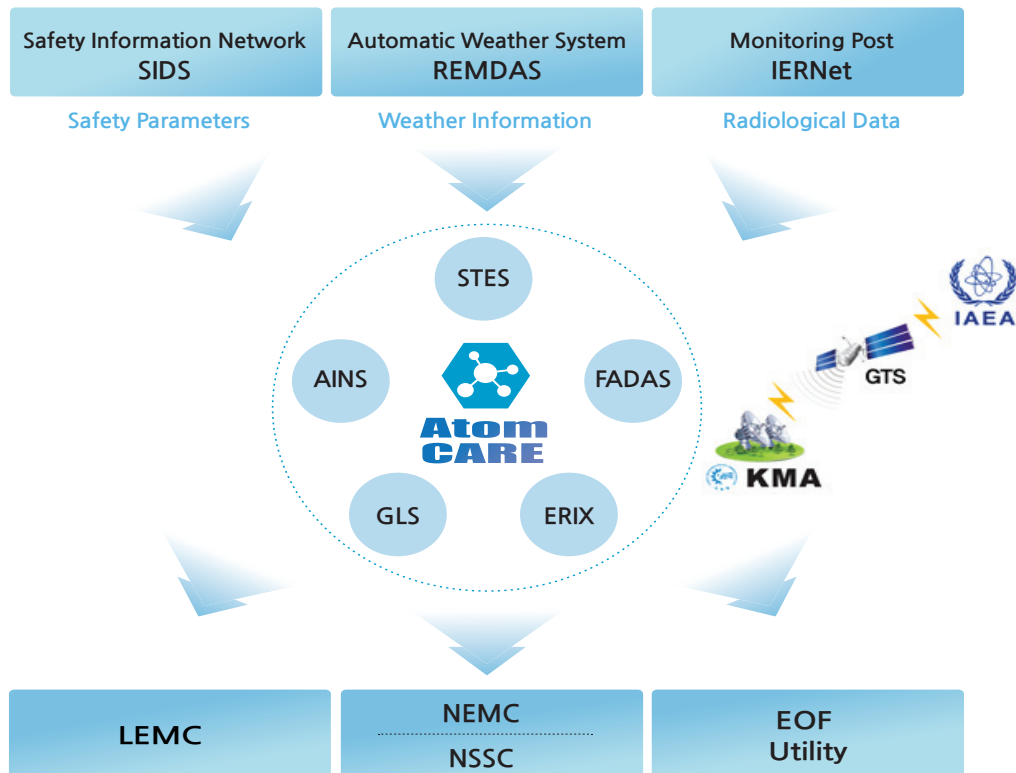 Safety Information Network
SIDS
Automatic Weather System
REMDAS
Monitoring Post
IERNet
Safety Parameters
Weather Information
Radiological Data
STES
IAEA
AINS
FADAS
GTS
Atom
CARE
KMA
GLS
ERIX
LEMC
NEMC
NSSC
EOF
Utility